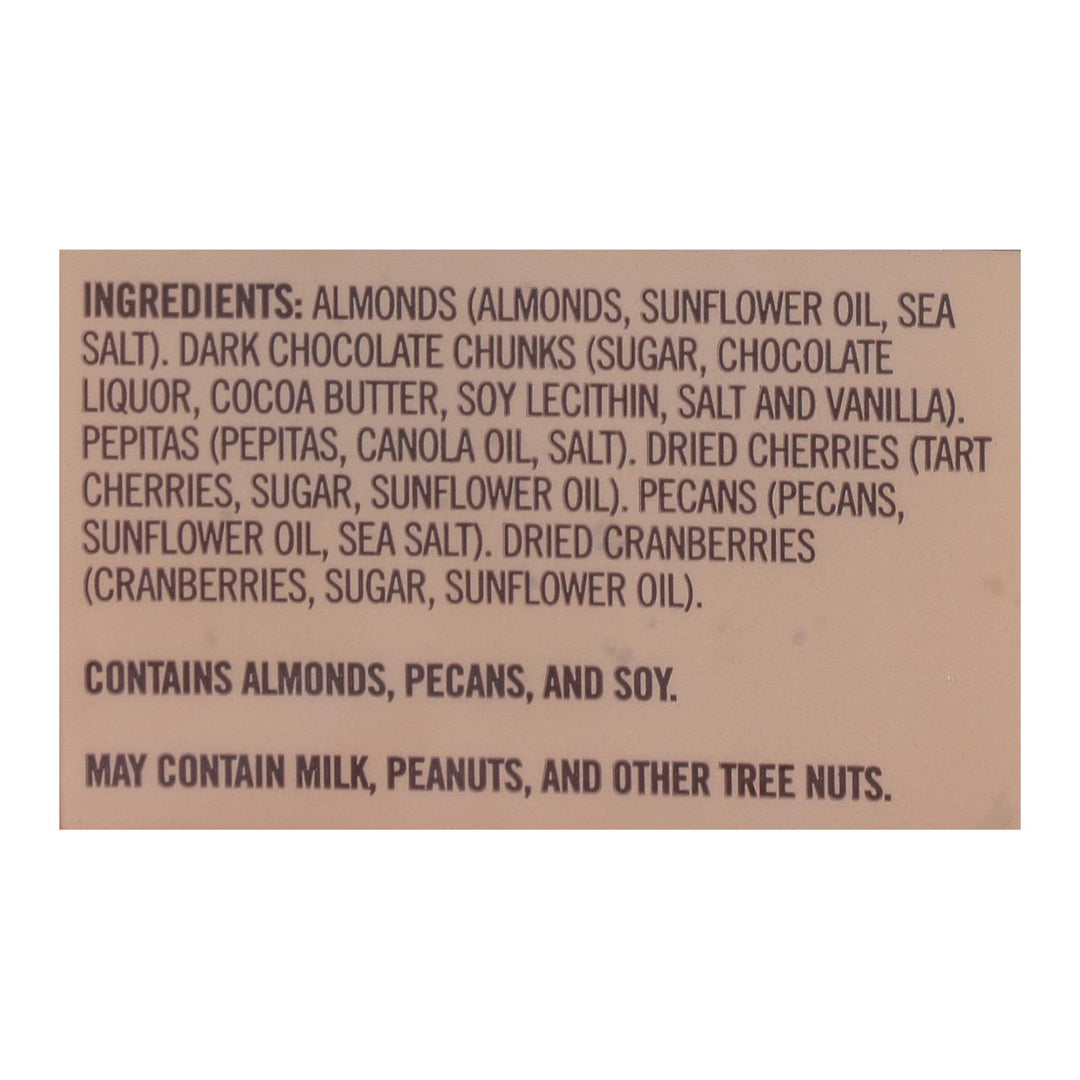 INGREDIENTS: ALMONDS (ALMONDS, SUNFLOWER OIL, SEA
SALT). DARK CHOCOLATE CHUNKS (SUGAR, CHOCOLATE
LIQUOR, COCOA BUTTER, SOY LECITHIN, SALT AND VANILLA).
PEPITAS (PEPITAS, CANOLA OIL, SALT). DRIED CHERRIES (TART
CHERRIES, SUGAR, SUNFLOWER OIL). PECANS (PECANS,
SUNFLOWER OIL, SEA SALT). DRIED CRANBERRIES
(CRANBERRIES, SUGAR, SUNFLOWER OIL).
CONTAINS ALMONDS, PECANS, AND SOY.
MAY CONTAIN MILK, PEANUTS, AND OTHER TREE NUTS.